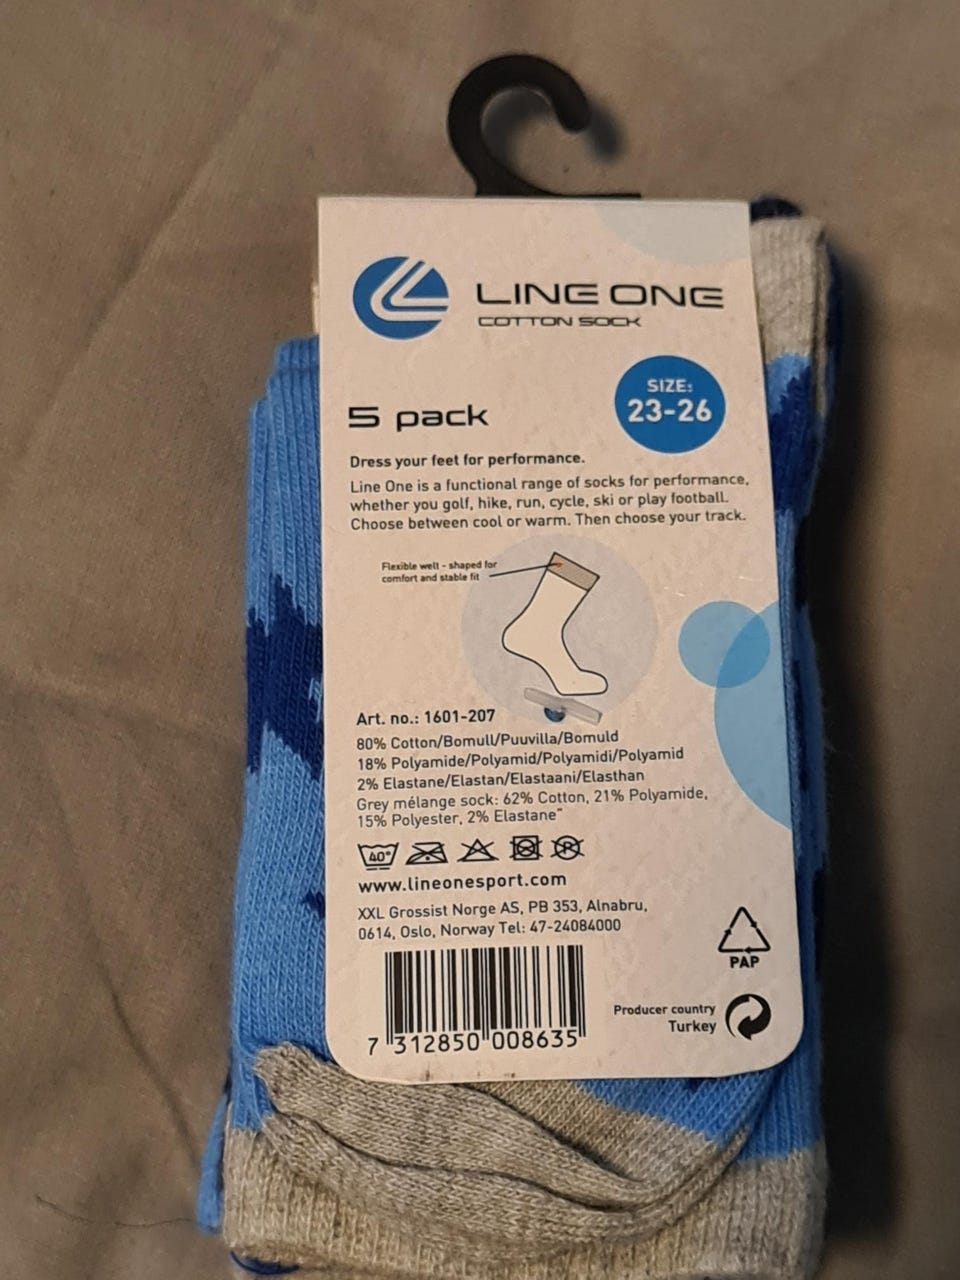 LINE ONE
COTTON SOCK
SIZE:
23-26
5 pack
Dress your feet for performance.
Line One is a functional range of socks for performance,
whether you golf, hike, run, cycle, ski or play football.
Choose between cool or warm. Then choose your track.
Flexible welt - shaped for
comfort and stable fit
Art. no.: 1601-207
80% Cotton/Bomull/Puuvilla/Bomuld
18% Polyamide/Polyamid/Polyamidi/Polyamid
2% Elastane/Elastan/Elastaani/Elasthan
Grey mélange sock: 62% Cotton, 21% Polyamide,
15% Polyester, 2% Elastane"
40°
www.lineonesport.com
XXL Grossist Norge AS, PB 353, Alnabru,
0614, Oslo, Norway Tel: 47-24084000
PAP
Producer country
Turkey
7 312850 008635